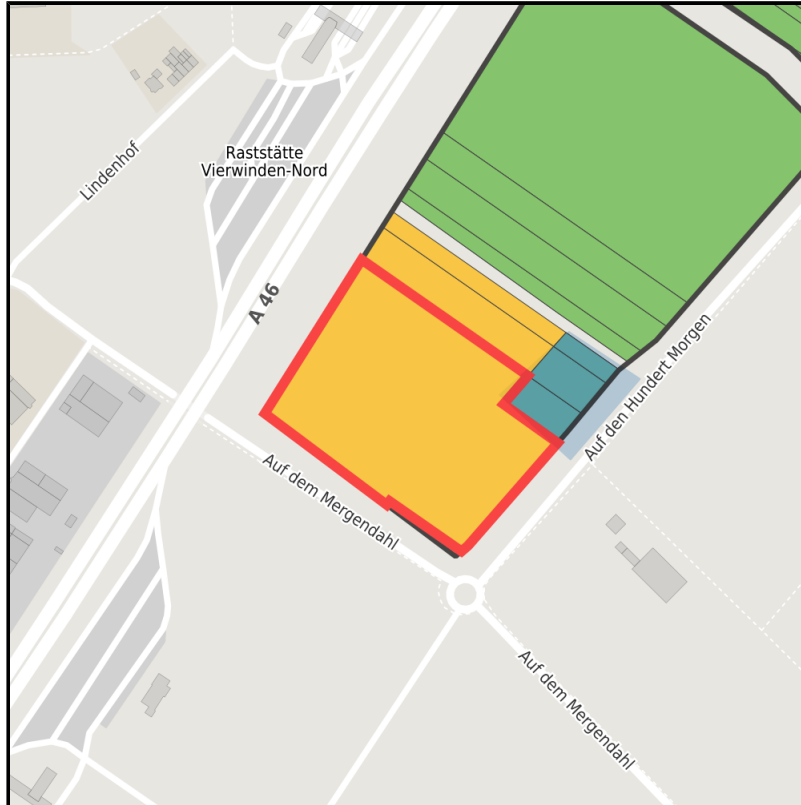 Raststätte
Vierwinden-Nord
Lindenhof
A 46
Auf den Hundert Morgen
Auf dem Mergendahl
Auf dem Mergendahl